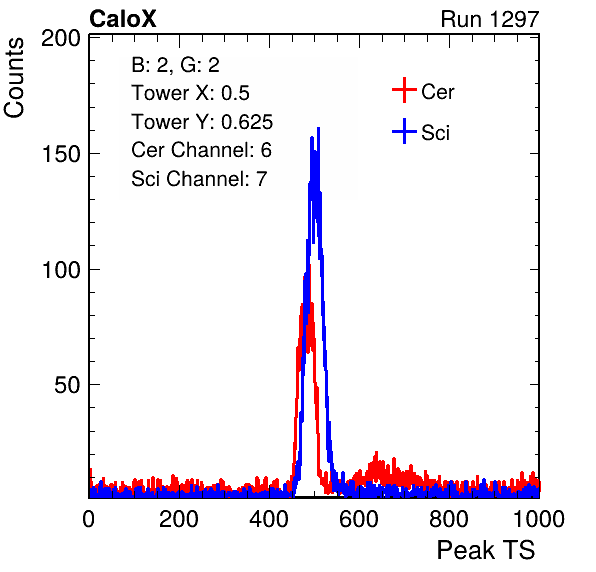 CaloX Run 1297
Counts
200
150
100
50
B: 2, G: 2
Tower X: 0.5
Tower Y: 0.625
Cer Channel: 6
Sci Channel: 7
Cer
Sci
0 200 400 600 800 1000
Peak TS